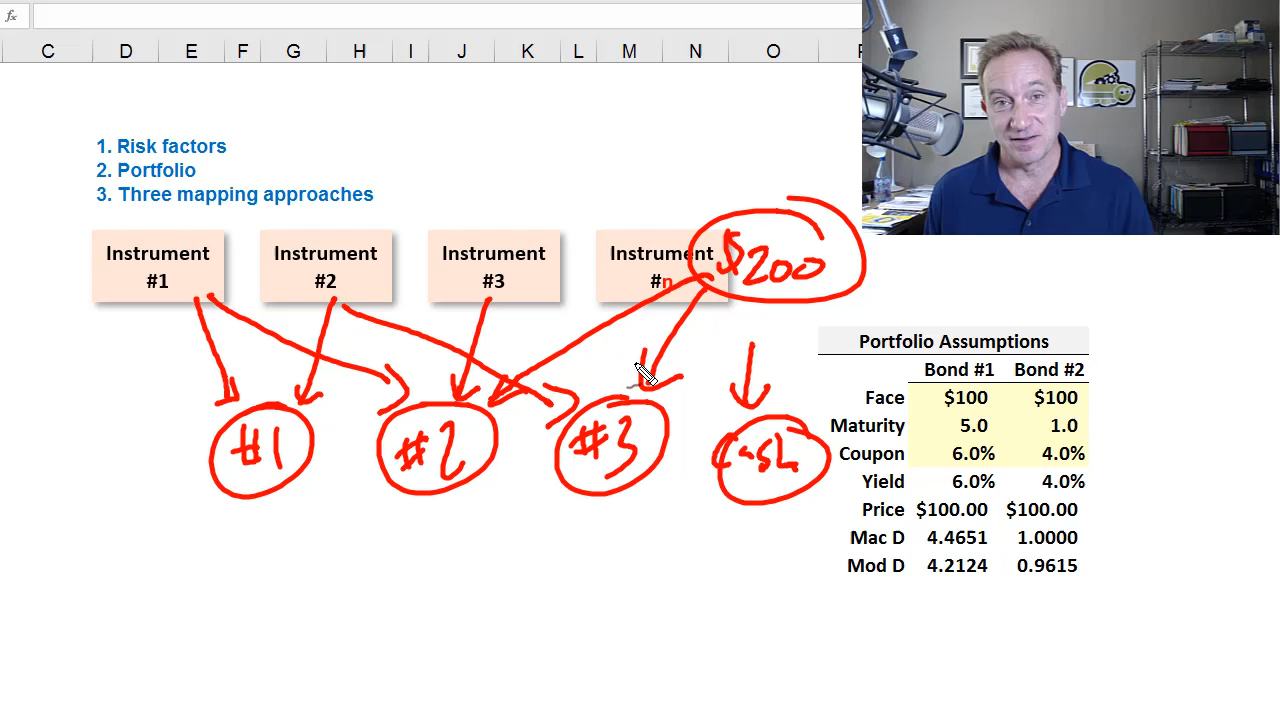 fx
C D E F G H I J K L M N O
1. Risk factors
2. Portfolio
3. Three mapping approaches
Instrument #1
Instrument #2
Instrument #3
Instrument #n
$200
#1
#2
#3
cash
Portfolio Assumptions
Bond #1 Bond #2
Face $100 $100
Maturity 5.0 1.0
Coupon 6.0% 4.0%
Yield 6.0% 4.0%
Price $100.00 $100.00
Mac D 4.4651 1.0000
Mod D 4.2124 0.9615